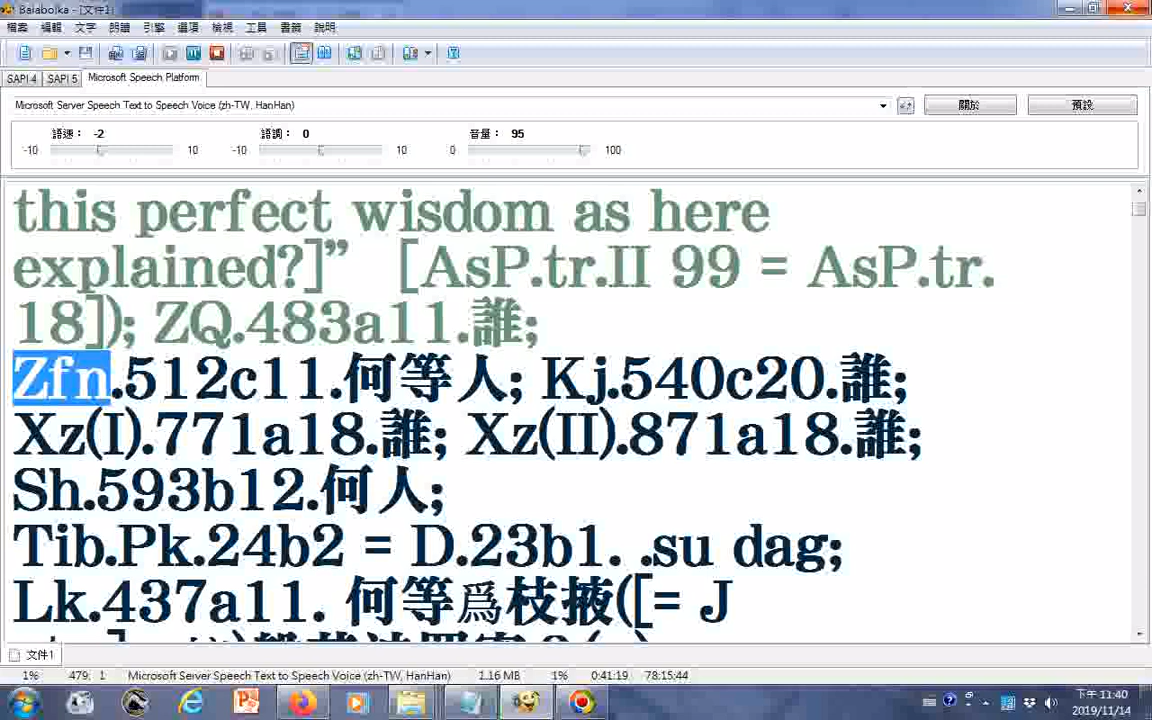 Balabolka - [文件1]
檔案 編輯 文字 朗讀 引擎 選項 檢視 工具 書籤 說明
SAPI 4 SAPI 5 Microsoft Speech Platform
Microsoft Server Speech Text to Speech Voice (zh-TW, HanHan) 關於 預設
語速： -2 語調： 0 音量： 95
-10 10 -10 10 0 100
this perfect wisdom as here
explained?]” [AsP.tr.II 99 = AsP.tr.
18]); ZQ.483a11.誰;
Zfn.512c11.何等人; Kj.540c20.誰;
Xz(I).771a18.誰; Xz(II).871a18.誰;
Sh.593b12.何人;
Tib.Pk.24b2 = D.23b1. .su dag;
Lk.437a11. 何等爲枝掖([= J
文件1
1% 479: 1 Microsoft Server Speech Text to Speech Voice (zh-TW, HanHan) 1.16 MB 1% 0:41:19 78:15:44
下午 11:40
2019/11/14